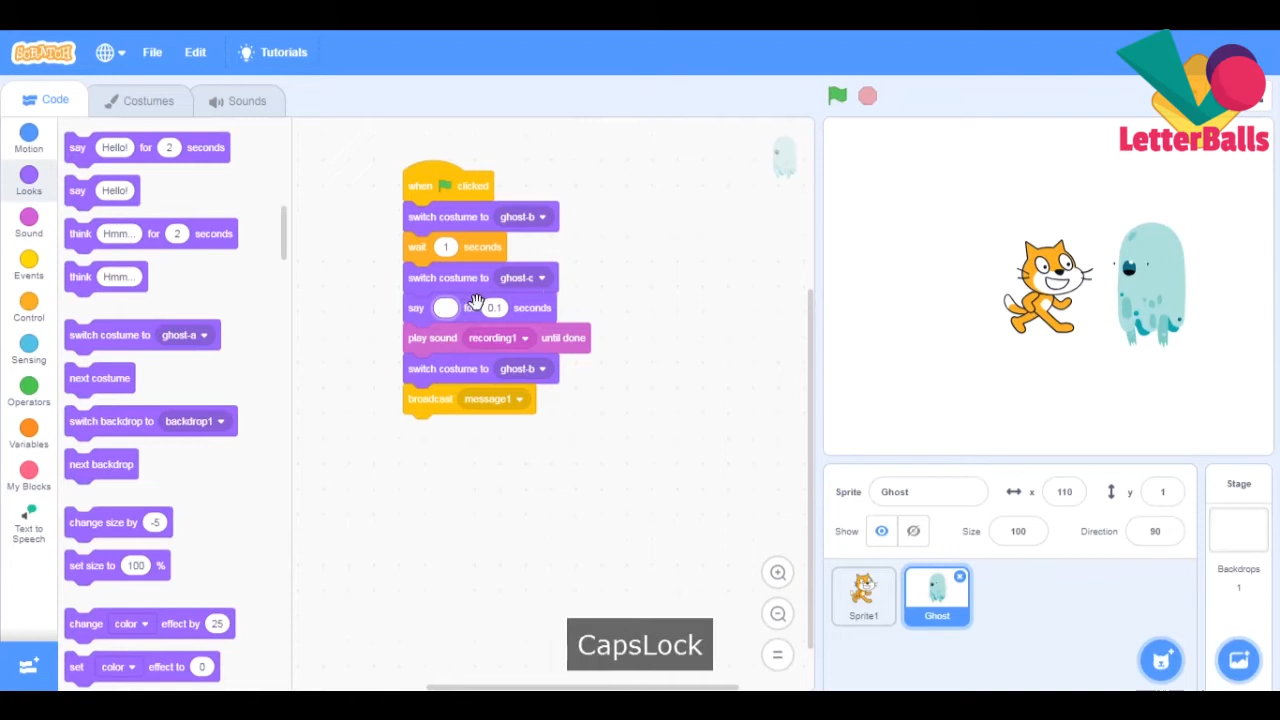 SCRATCH
File
Edit
Tutorials
LetterBalls
Code
Costumes
Sounds
Motion
Looks
Sound
Events
Control
Sensing
Operators
Variables
My Blocks
Text to
Speech
say Hello! for 2 seconds
say Hello!
think Hmm... for 2 seconds
think Hmm...
switch costume to ghost-a
next costume
switch backdrop to backdrop1
next backdrop
change size by -5
set size to 100 %
change color effect by 25
set color effect to 0
when clicked
switch costume to ghost-b
wait 1 seconds
switch costume to ghost-c
say 0.1 seconds
play sound recording1 until done
switch costume to ghost-b
broadcast message1
CapsLock
Sprite Ghost x 110 y 1
Show Size 100 Direction 90
Sprite1
Ghost
Stage
Backdrops
1